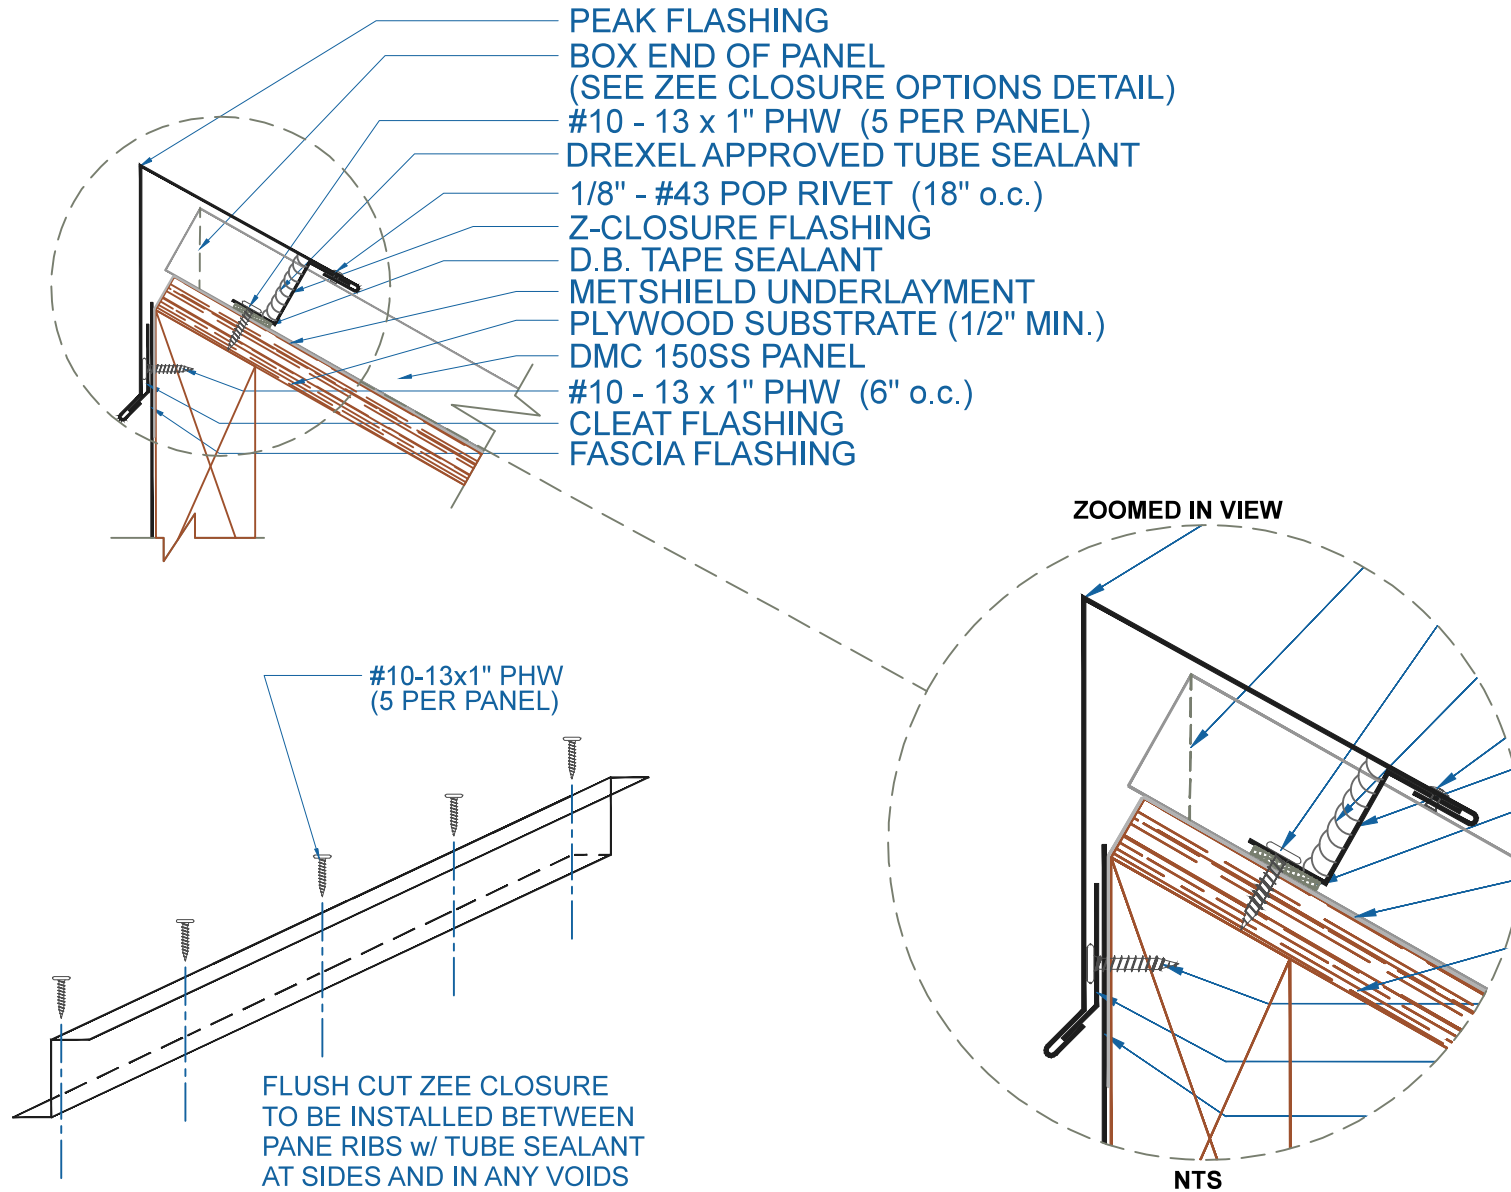 PEAK FLASHING
BOX END OF PANEL
(SEE ZEE CLOSURE OPTIONS DETAIL)
#10 - 13 x 1" PHW (5 PER PANEL)
DREXEL APPROVED TUBE SEALANT
1/8" - #43 POP RIVET (18" o.c.)
Z-CLOSURE FLASHING
D.B. TAPE SEALANT
METSHIELD UNDERLAYMENT
PLYWOOD SUBSTRATE (1/2" MIN.)
DMC 150SS PANEL
#10 - 13 x 1" PHW (6" o.c.)
CLEAT FLASHING
FASCIA FLASHING
ZOOMED IN VIEW
#10-13x1" PHW
(5 PER PANEL)
FLUSH CUT ZEE CLOSURE
TO BE INSTALLED BETWEEN
PANE RIBS w/ TUBE SEALANT
AT SIDES AND IN ANY VOIDS
NTS